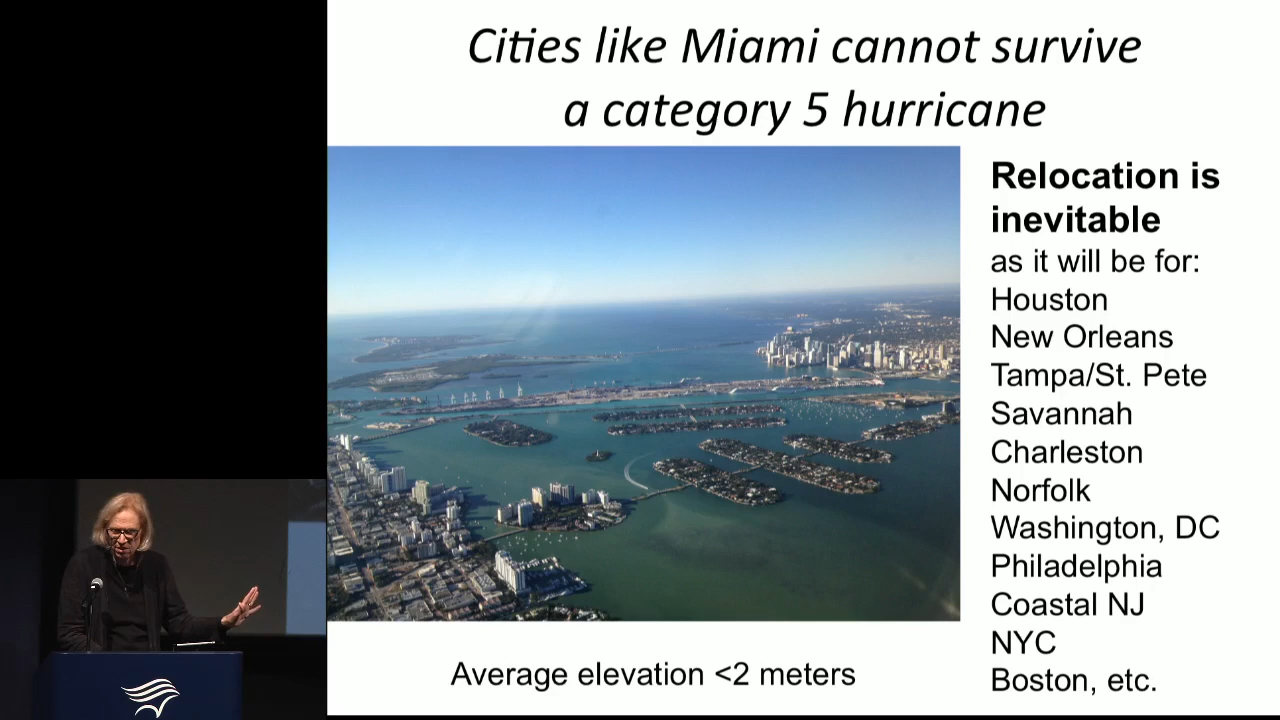 Cities like Miami cannot survive
a category 5 hurricane
Relocation is
inevitable
as it will be for:
Houston
New Orleans
Tampa/St. Pete
Savannah
Charleston
Norfolk
Washington, DC
Philadelphia
Coastal NJ
NYC
Boston, etc.
Average elevation <2 meters